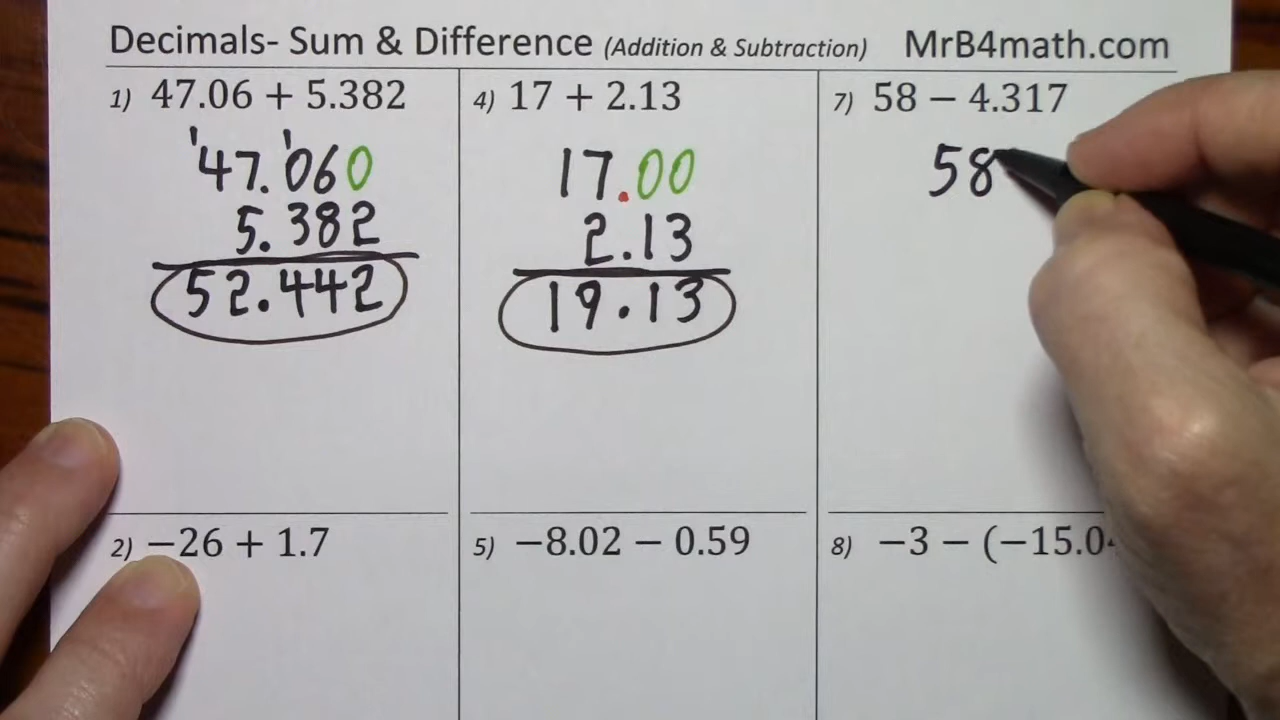 Decimals- Sum & Difference (Addition & Subtraction) MrB4math.com
1) 47.06 + 5.382
1 1
47.060
5.382
52.442
4) 17 + 2.13
17.00
2.13
19.13
7) 58 − 4.317
58
2) −26 + 1.7
5) −8.02 − 0.59
8) −3 − (−15.0